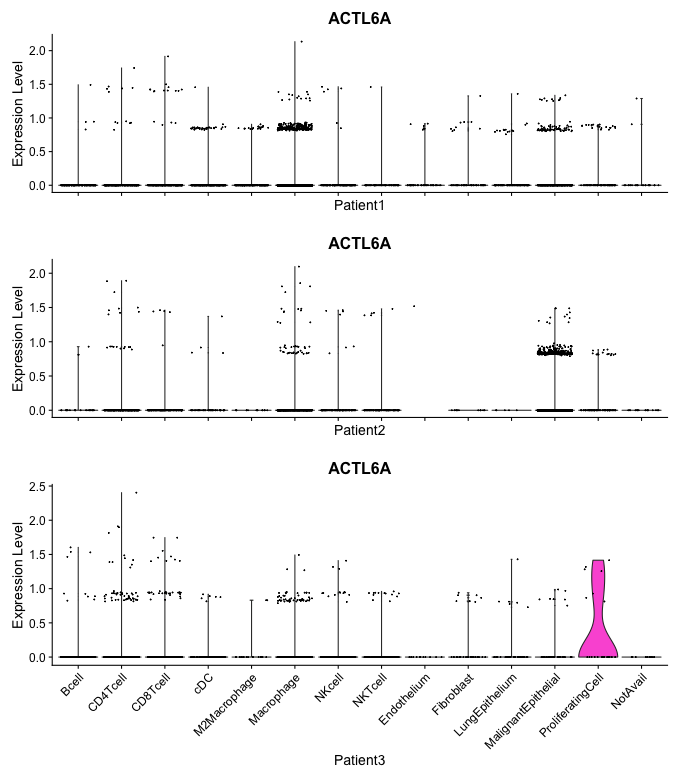 ACTL6A
Expression Level
2.0
1.5
1.0
0.5
0.0
Patient1
ACTL6A
Expression Level
2.0
1.5
1.0
0.5
0.0
Patient2
ACTL6A
Expression Level
2.5
2.0
1.5
1.0
0.5
0.0
Bcell
CD4Tcell
CD8Tcell
cDC
M2Macrophage
Macrophage
NKcell
NKTcell
Endothelium
Fibroblast
LungEpithelium
MalignantEpithelial
ProliferatingCell
NotAvail
Patient3